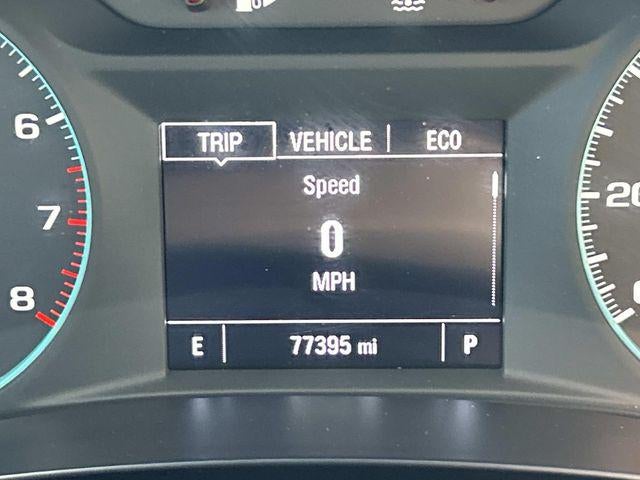 TRIP VEHICLE ECO
Speed
0
MPH
E 77395 mi P
6
7
8
20